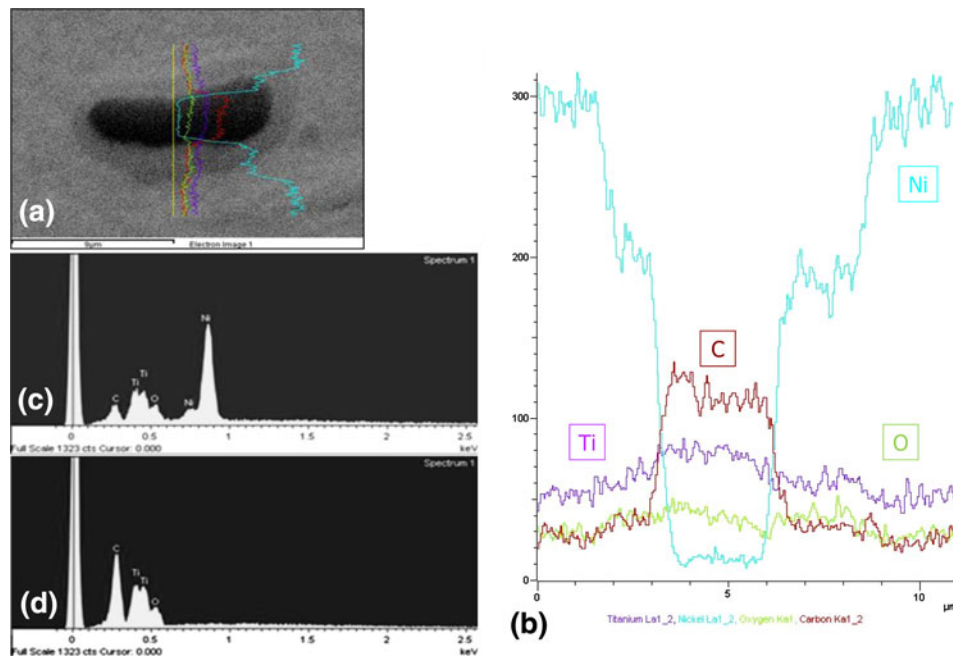 (a)
9µm
Electron Image 1
Spectrum 1
Ni
Ti
Ti
C
O
Ni
(c)
0 0.5 1 1.5 2 2.5
Full Scale 1323 cts Cursor: 0.000 keV
Spectrum 1
C
Ti
Ti
O
(d)
0 0.5 1 1.5 2 2.5
Full Scale 1323 cts Cursor: 0.000 keV
300
Ni
200
C
100
Ti
O
0
5 10
(b)
Titanium La1_2, Nickel La1_2, Oxygen Ka1, Carbon Ka1_2